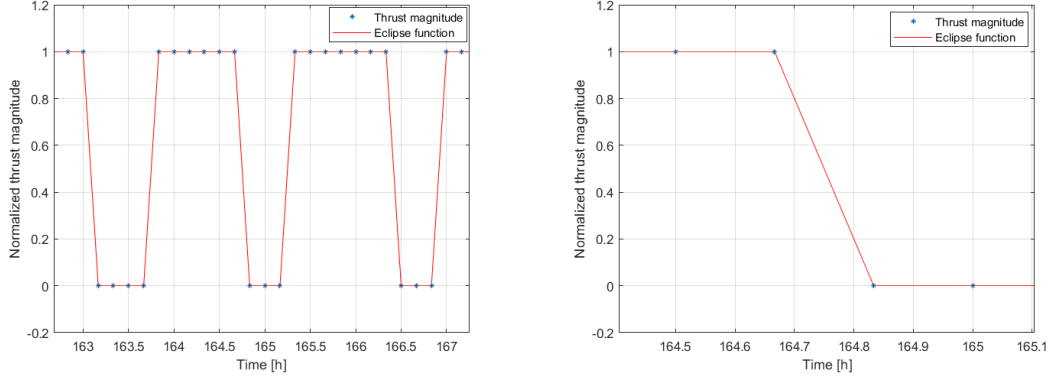 1.2
1
0.8
0.6
0.4
0.2
0
-0.2
Normalized thrust magnitude
Thrust magnitude
Eclipse function
163 163.5 164 164.5 165 165.5 166 166.5 167
Time [h]
1.2
1
0.8
0.6
0.4
0.2
0
-0.2
Normalized thrust magnitude
Thrust magnitude
Eclipse function
164.5 164.6 164.7 164.8 164.9 165 165.1
Time [h]